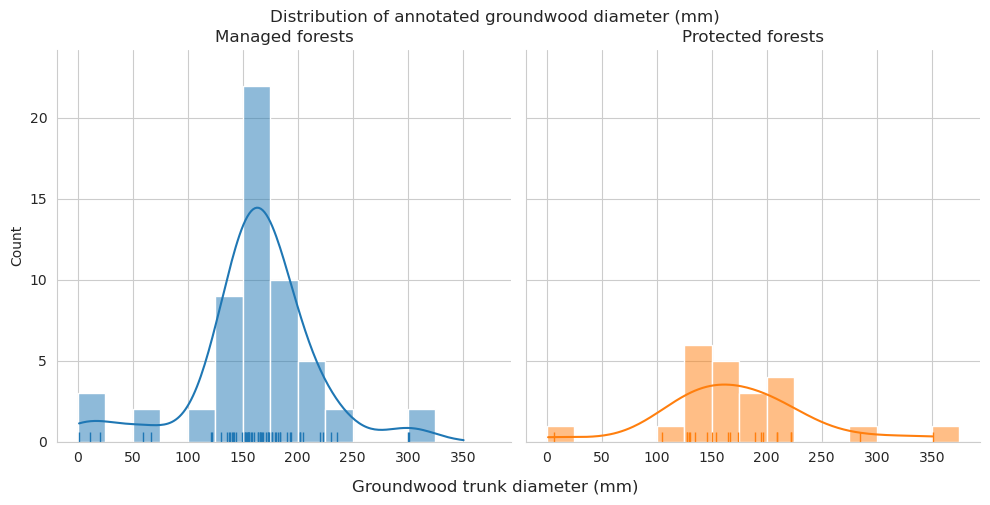 Distribution of annotated groundwood diameter (mm)
Managed forests
Protected forests
Count
20
15
10
5
0
0 50 100 150 200 250 300 350
0 50 100 150 200 250 300 350
Groundwood trunk diameter (mm)